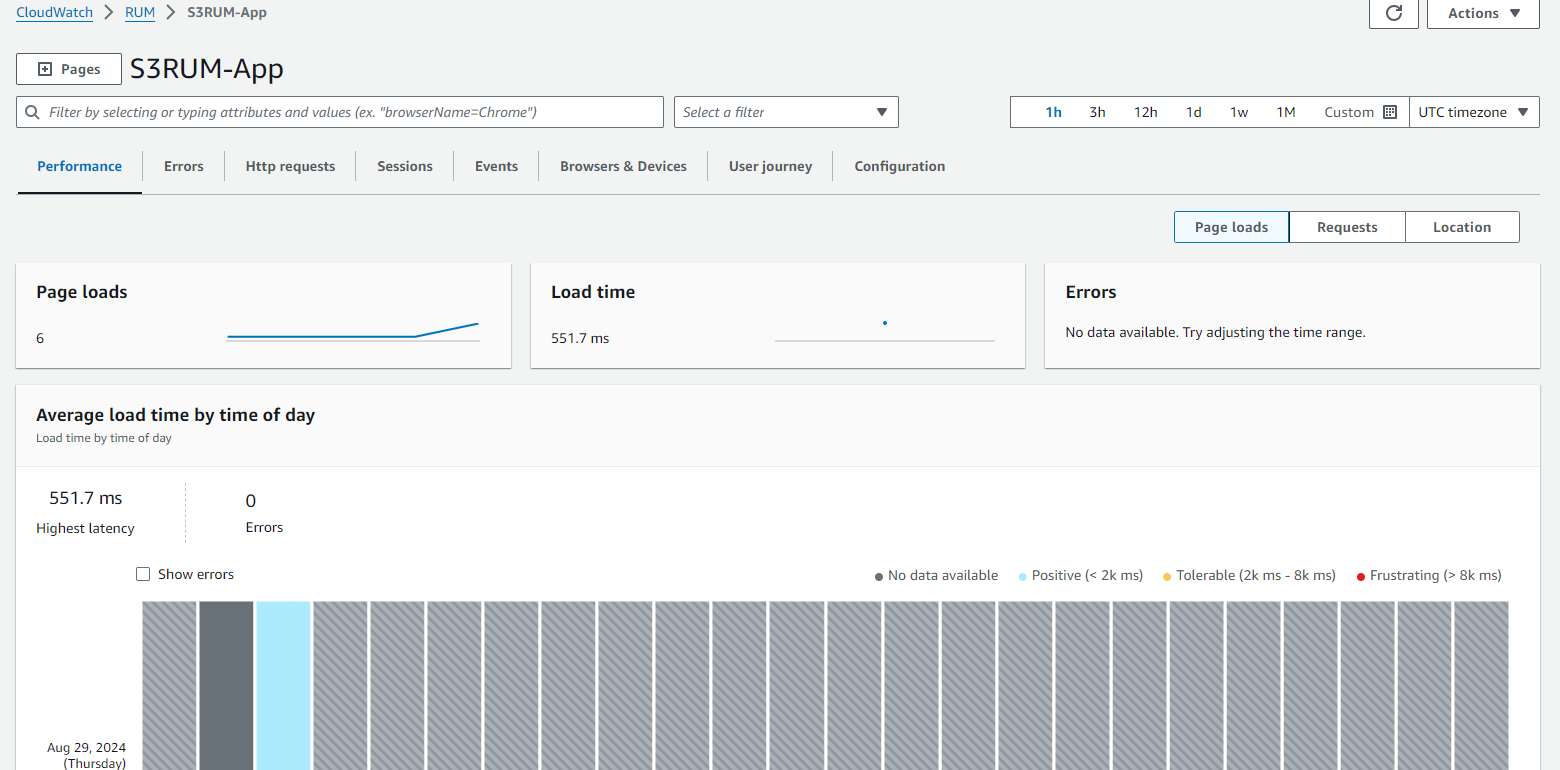 CloudWatch > RUM > S3RUM-App
Actions
Pages
S3RUM-App
Filter by selecting or typing attributes and values (ex. "browserName=Chrome")
Select a filter
1h 3h 12h 1d 1w 1M Custom
UTC timezone
Performance Errors Http requests Sessions Events Browsers & Devices User journey Configuration
Page loads Requests Location
Page loads
6
Load time
551.7 ms
Errors
No data available. Try adjusting the time range.
Average load time by time of day
Load time by time of day
551.7 ms
Highest latency
0
Errors
Show errors
No data available Positive (< 2k ms) Tolerable (2k ms - 8k ms) Frustrating (> 8k ms)
Aug 29, 2024
(Thursday)